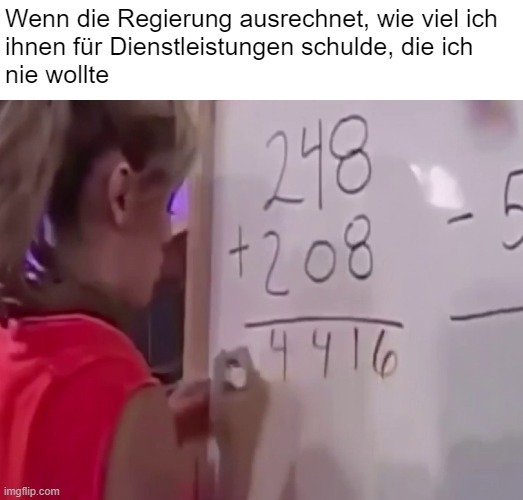 Wenn die Regierung ausrechnet, wie viel ich
ihnen für Dienstleistungen schulde, die ich
nie wollte
248
+208
4416
- 5
imgflip.com